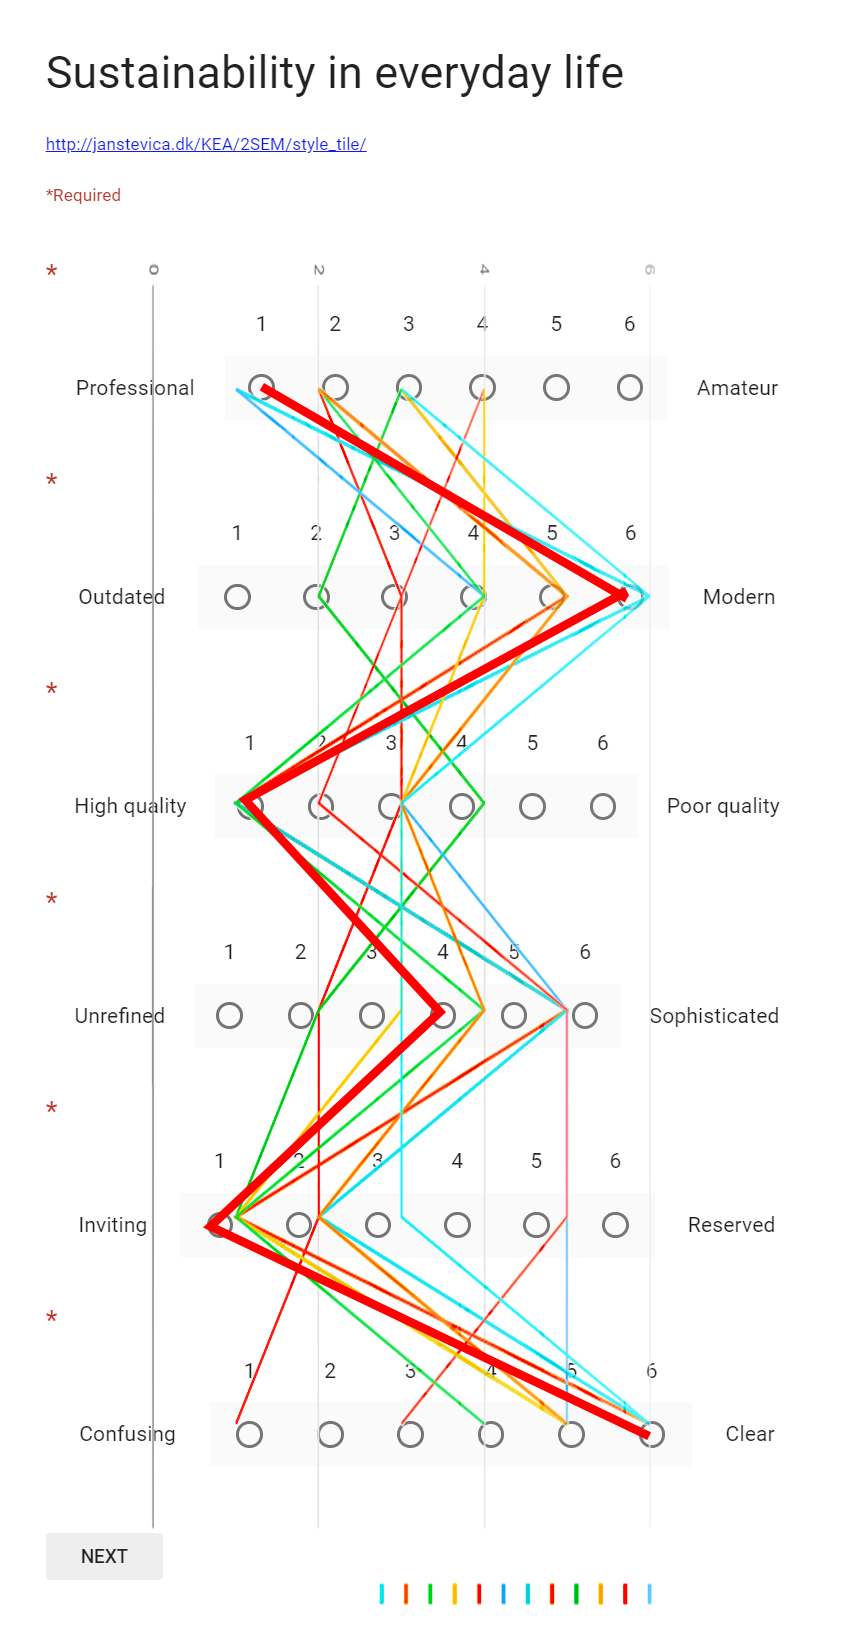 Sustainability in everyday life
http://janstevica.dk/KEA/2SEM/style_tile/
*Required
* 0 2 4 6
1 2 3 4 5 6
Professional Amateur
*
1 2 3 4 5 6
Outdated Modern
*
1 2 3 4 5 6
High quality Poor quality
*
1 2 3 4 5 6
Unrefined Sophisticated
*
1 2 3 4 5 6
Inviting Reserved
*
1 2 3 4 5 6
Confusing Clear
NEXT